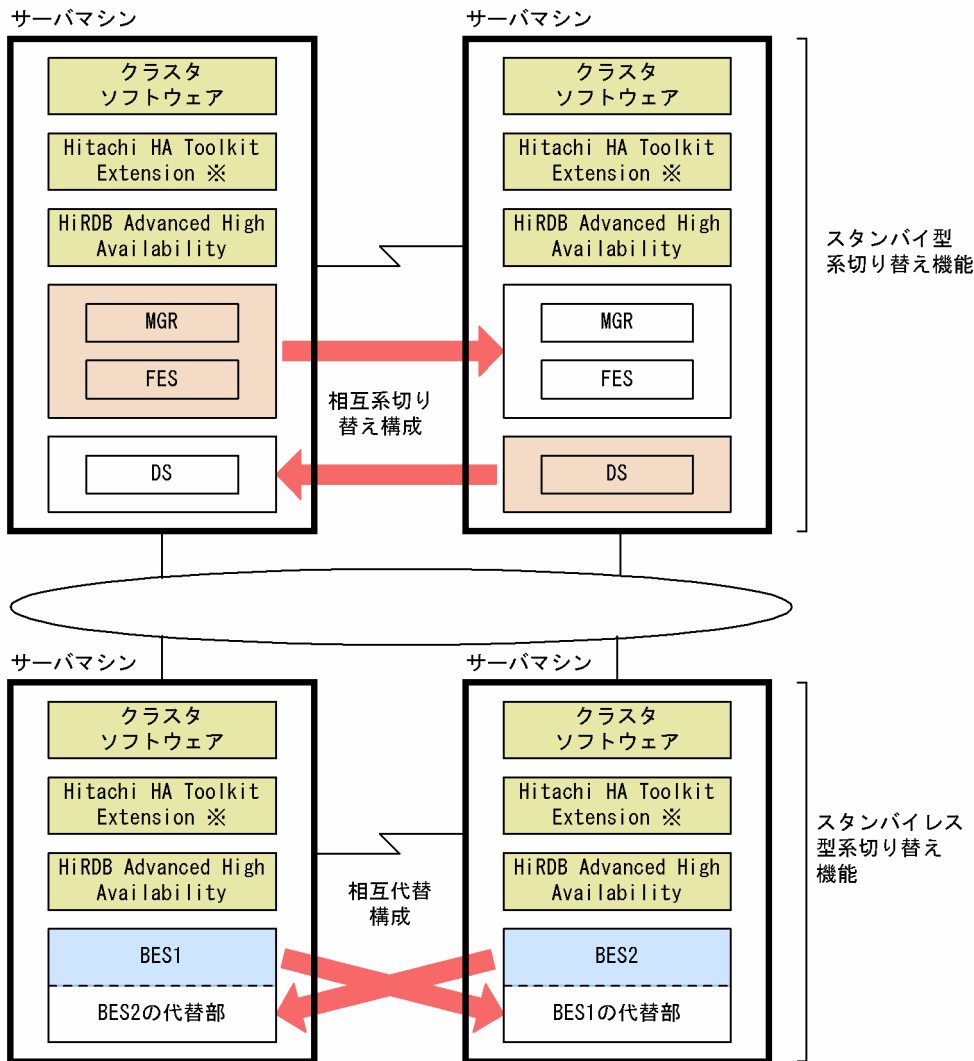 サーバマシン
サーバマシン
クラスタ
ソフトウェア
クラスタ
ソフトウェア
Hitachi HA Toolkit
Extension ※
Hitachi HA Toolkit
Extension ※
HiRDB Advanced High
Availability
HiRDB Advanced High
Availability
スタンバイ型
系切り替え機能
MGR
MGR
FES
FES
相互系切り
替え構成
DS
DS
サーバマシン
サーバマシン
クラスタ
ソフトウェア
クラスタ
ソフトウェア
Hitachi HA Toolkit
Extension ※
Hitachi HA Toolkit
Extension ※
スタンバイレス
型系切り替え
機能
HiRDB Advanced High
Availability
HiRDB Advanced High
Availability
相互代替
構成
BES1
BES2
BES2の代替部
BES1の代替部